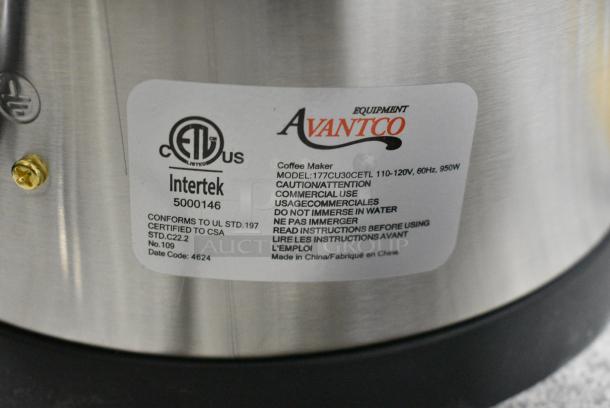 c ETL US
LISTED
Intertek
5000146
CONFORMS TO UL STD.197
CERTIFIED TO CSA
STD.C22.2
No.109
Date Code: 4624
EQUIPMENT
AVANTCO
Coffee Maker
MODEL:177CU30CETL 110-120V, 60Hz, 950W
CAUTION/ATTENTION
COMMERCIAL USE
USAGECOMMERCIALES
DO NOT IMMERSE IN WATER
NE PAS IMMERGER
READ INSTRUCTIONS BEFORE USING
LIRE LES INSTRUCTIONS AVANT
L'EMPLOI
Made in China/Fabriqué en Chine
AUCTION GROUP